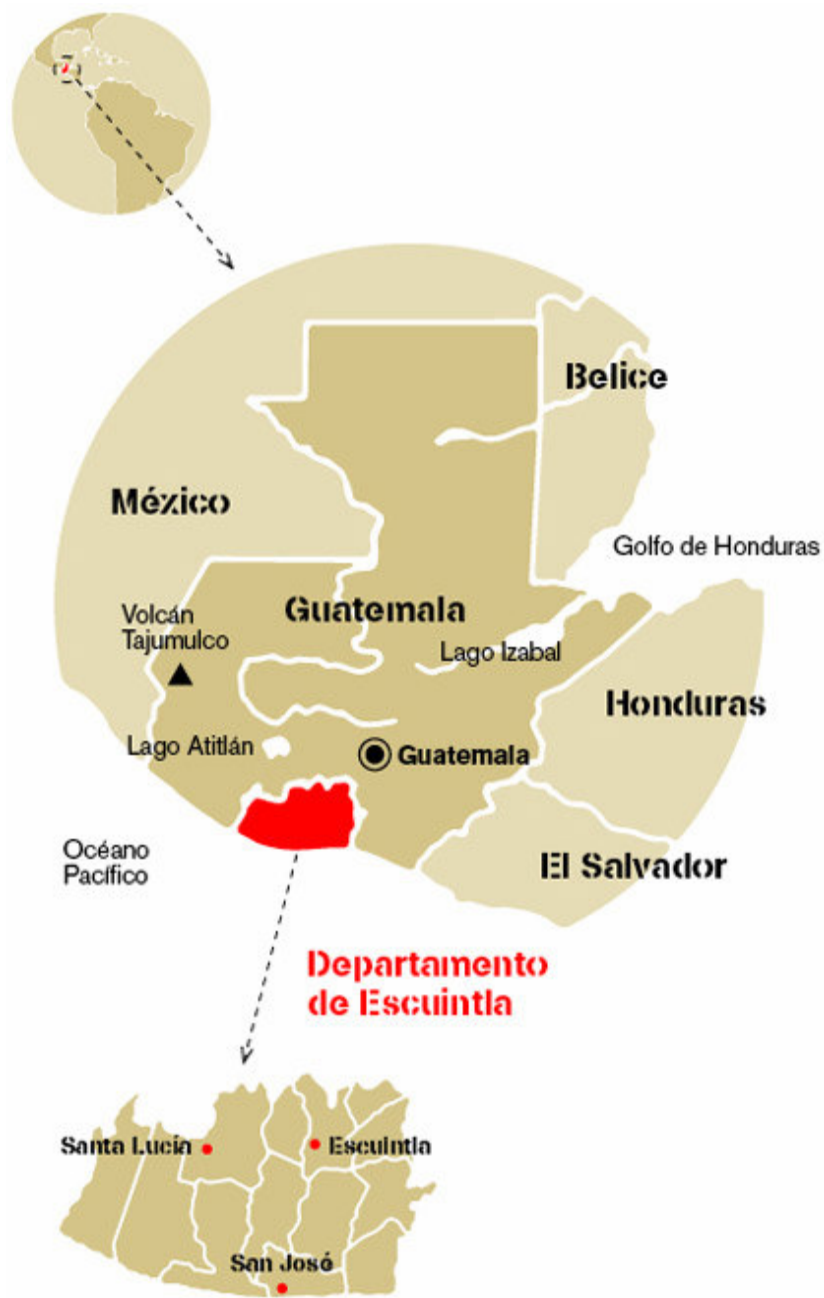 Belice
México
Golfo de Honduras
Guatemala
Volcán
Tajumulco
Lago Izabal
Honduras
Lago Atitlán
Guatemala
Océano
Pacífico
El Salvador
Departamento
de Escuintla
Santa Lucía
Escuintla
San José